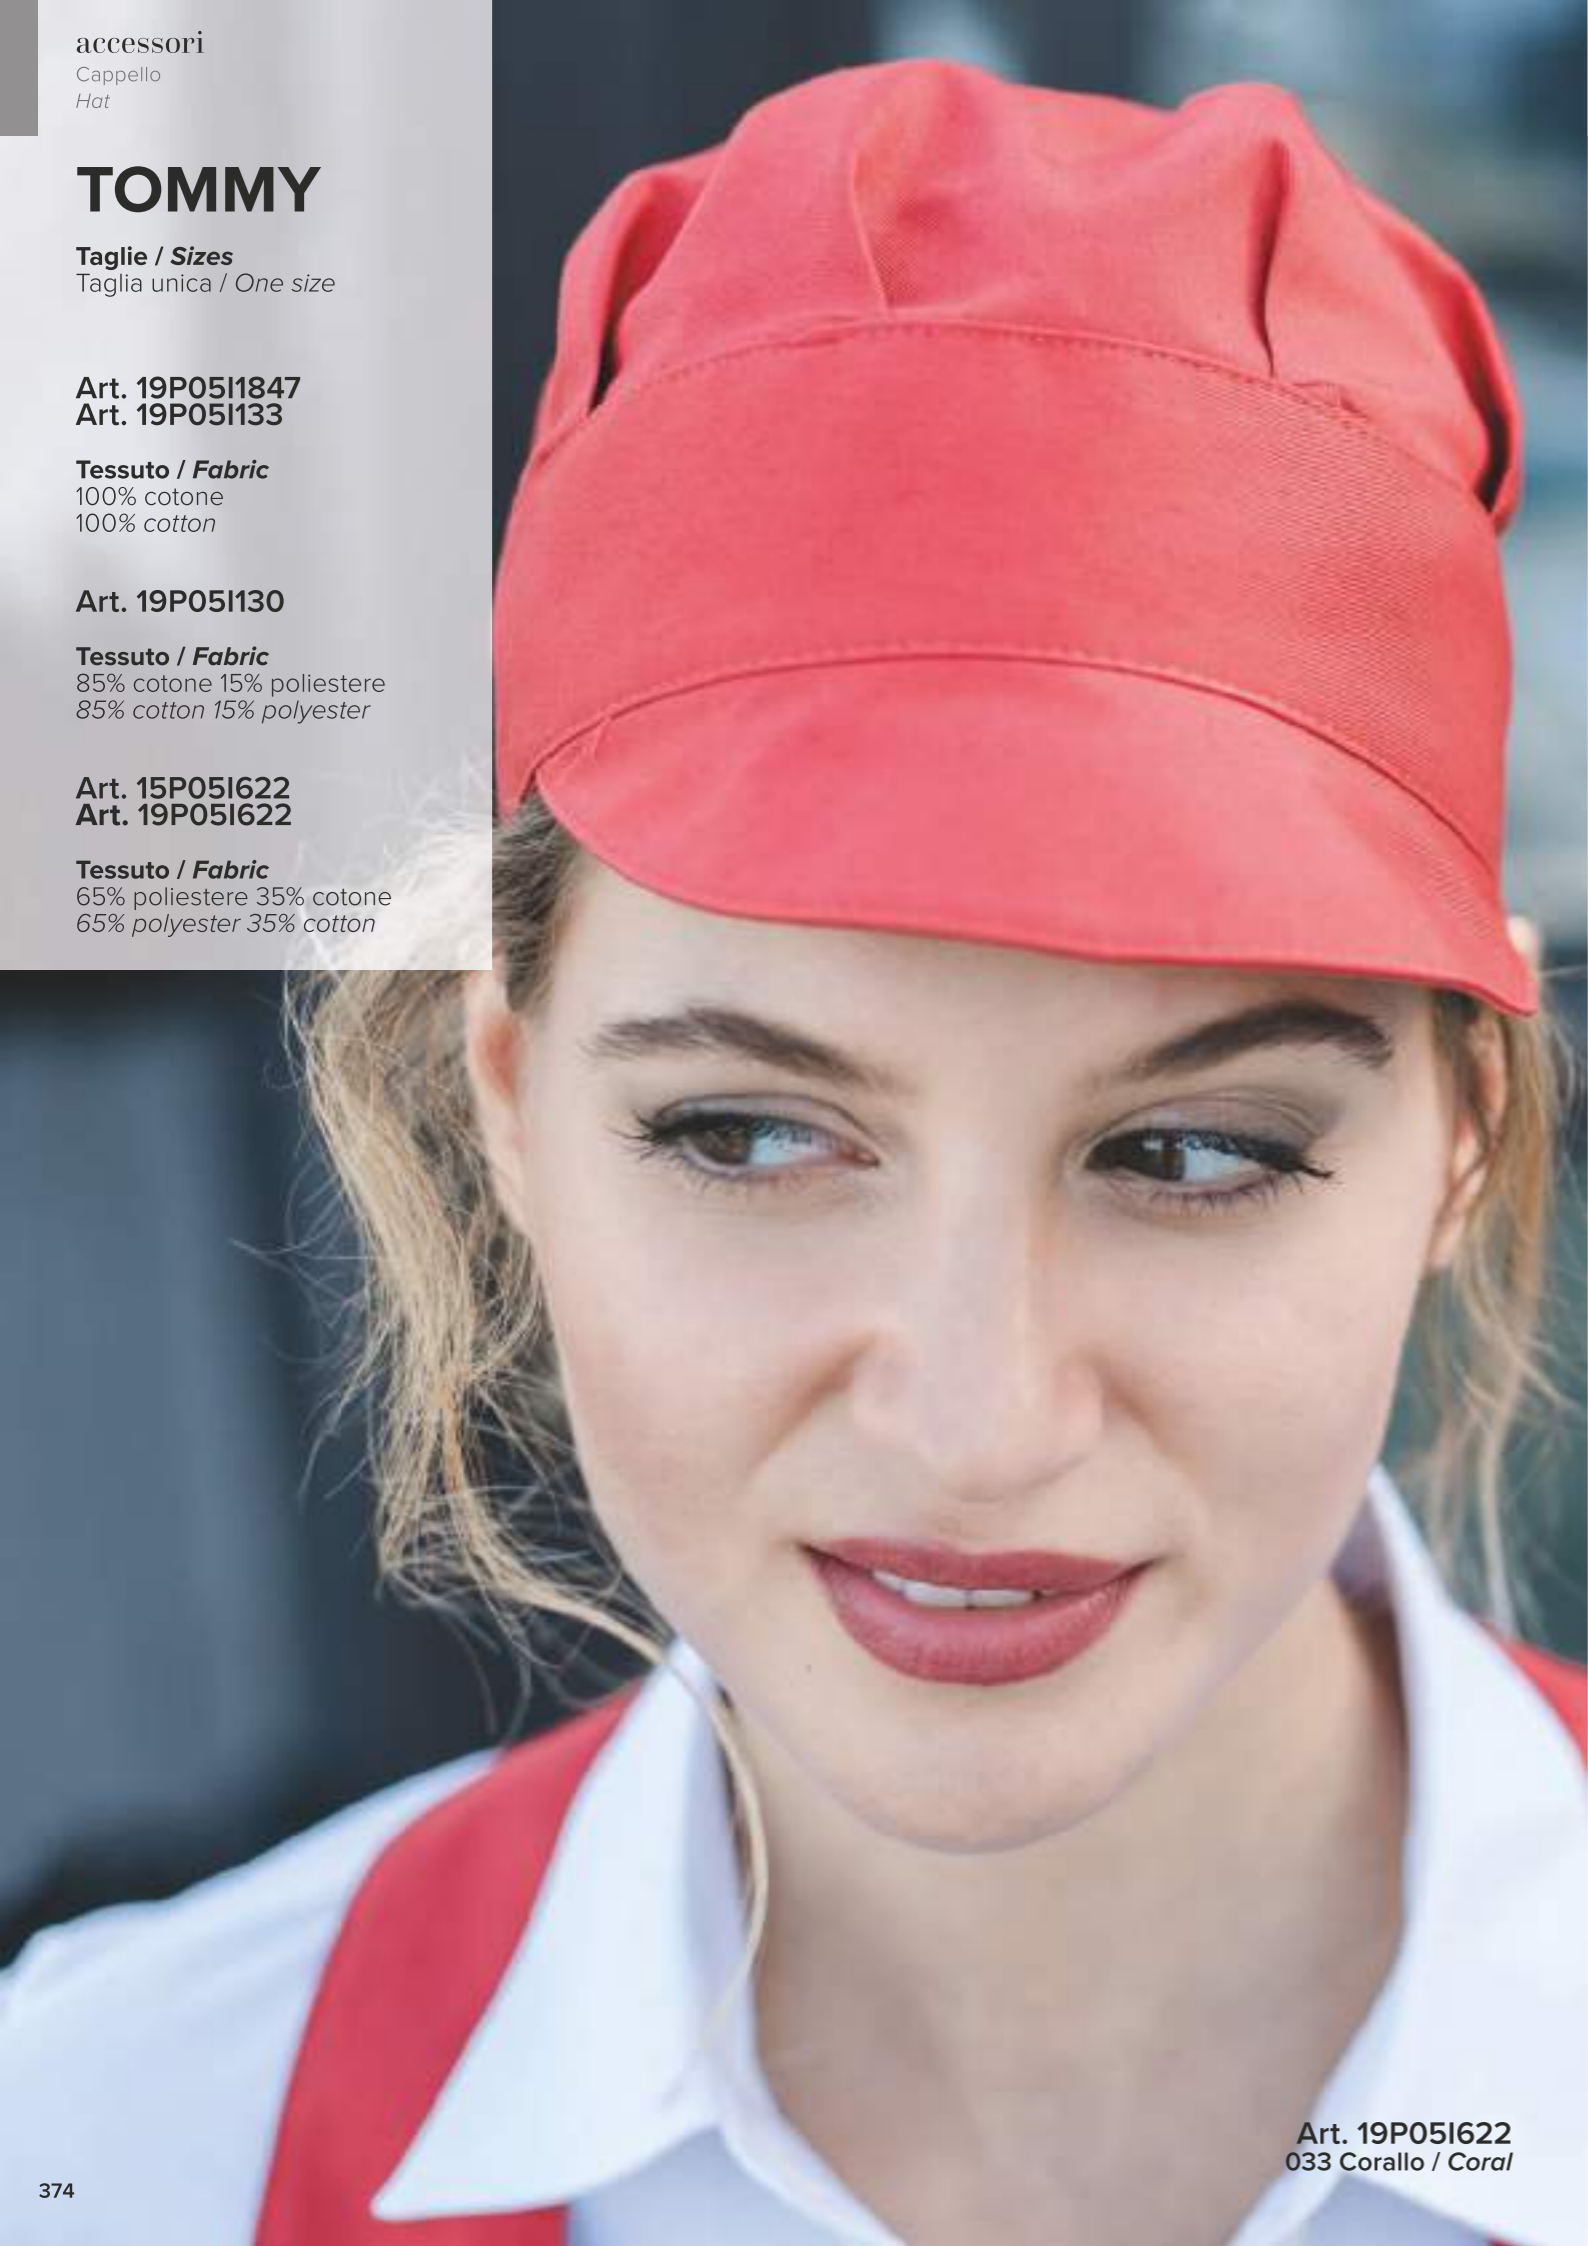 accessori
Cappello
Hat
TOMMY
Taglie / Sizes
Taglia unica / One size
Art. 19P05I1847
Art. 19P05I133
Tessuto / Fabric
100% cotone
100% cotton
Art. 19P05I130
Tessuto / Fabric
85% cotone 15% poliestere
85% cotton 15% polyester
Art. 15P05I622
Art. 19P05I622
Tessuto / Fabric
65% poliestere 35% cotone
65% polyester 35% cotton
Art. 19P05I622
033 Corallo / Coral
374